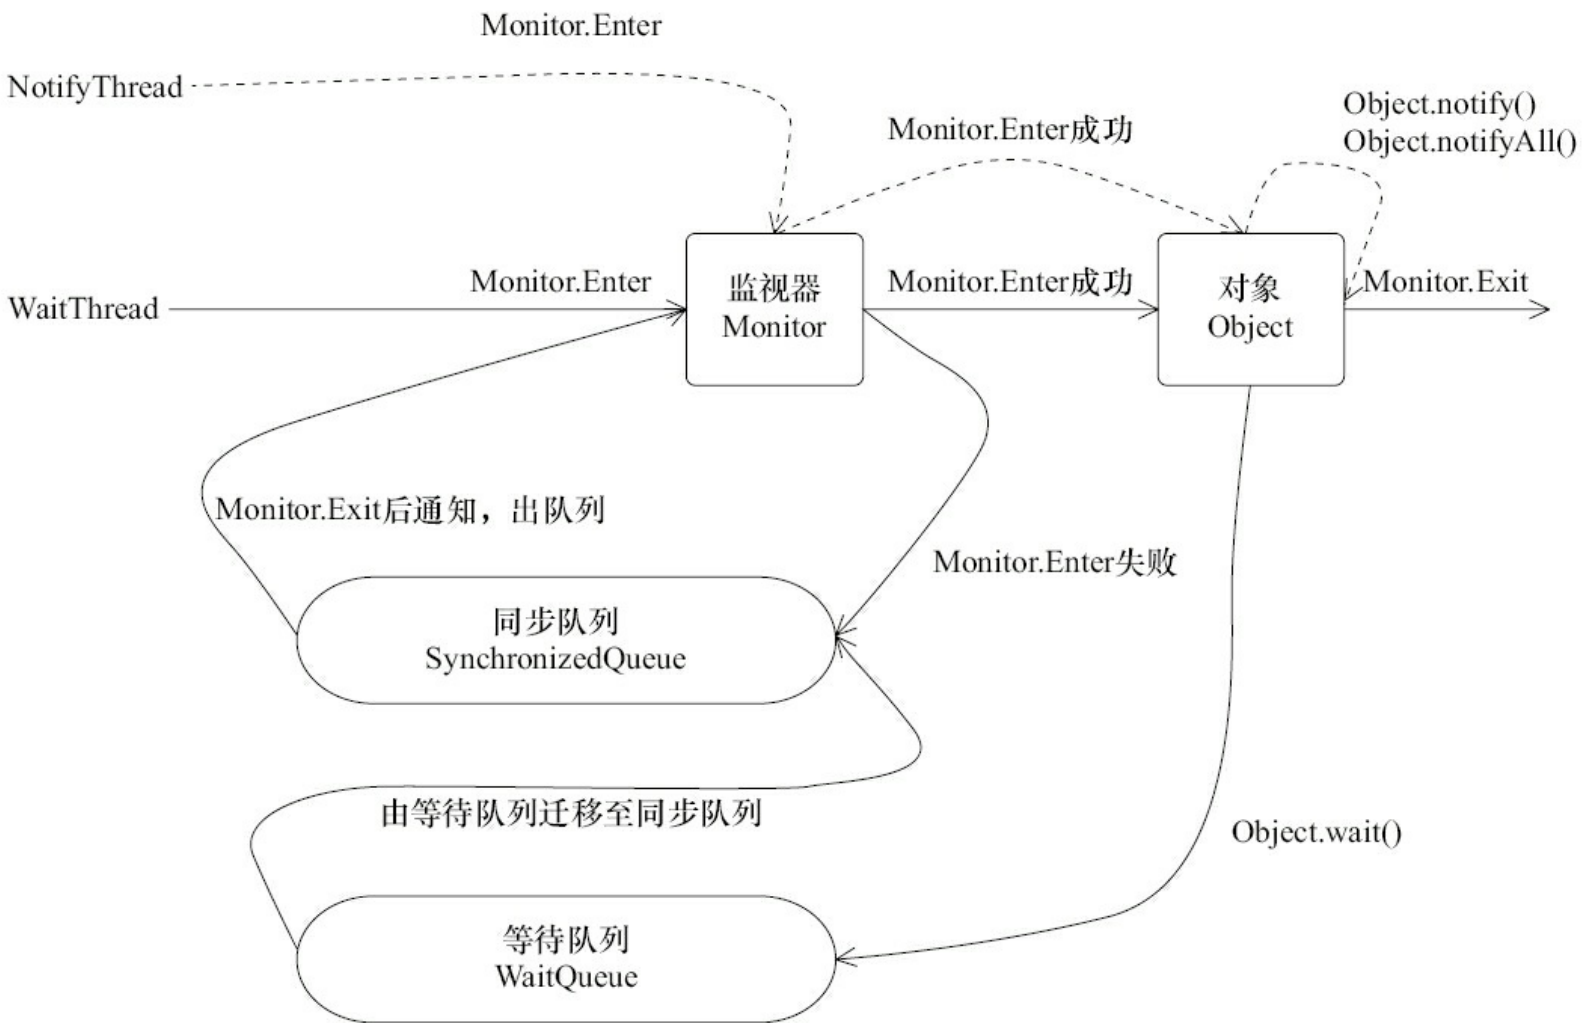 Monitor.Enter
NotifyThread
Object.notify()
Object.notifyAll()
Monitor.Enter成功
WaitThread
Monitor.Enter
监视器
Monitor
Monitor.Enter成功
对象
Object
Monitor.Exit
Monitor.Exit后通知，出队列
Monitor.Enter失败
同步队列
SynchronizedQueue
由等待队列迁移至同步队列
Object.wait()
等待队列
WaitQueue